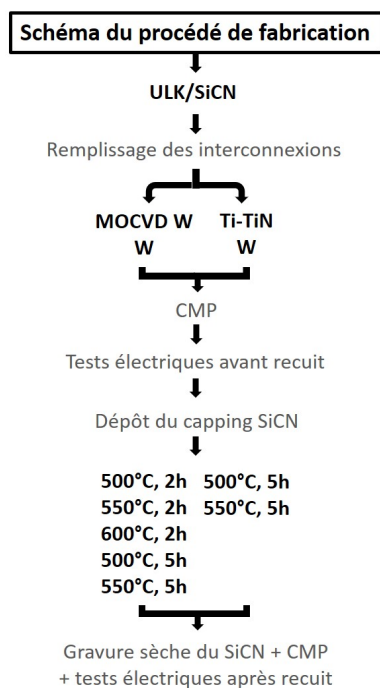 Schéma du procédé de fabrication
ULK/SiCN
Remplissage des interconnexions
MOCVD W Ti-TiN
W W
CMP
Tests électriques avant recuit
Dépôt du capping SiCN
500°C, 2h 500°C, 5h
550°C, 2h 550°C, 5h
600°C, 2h
500°C, 5h
550°C, 5h
Gravure sèche du SiCN + CMP
+ tests électriques après recuit